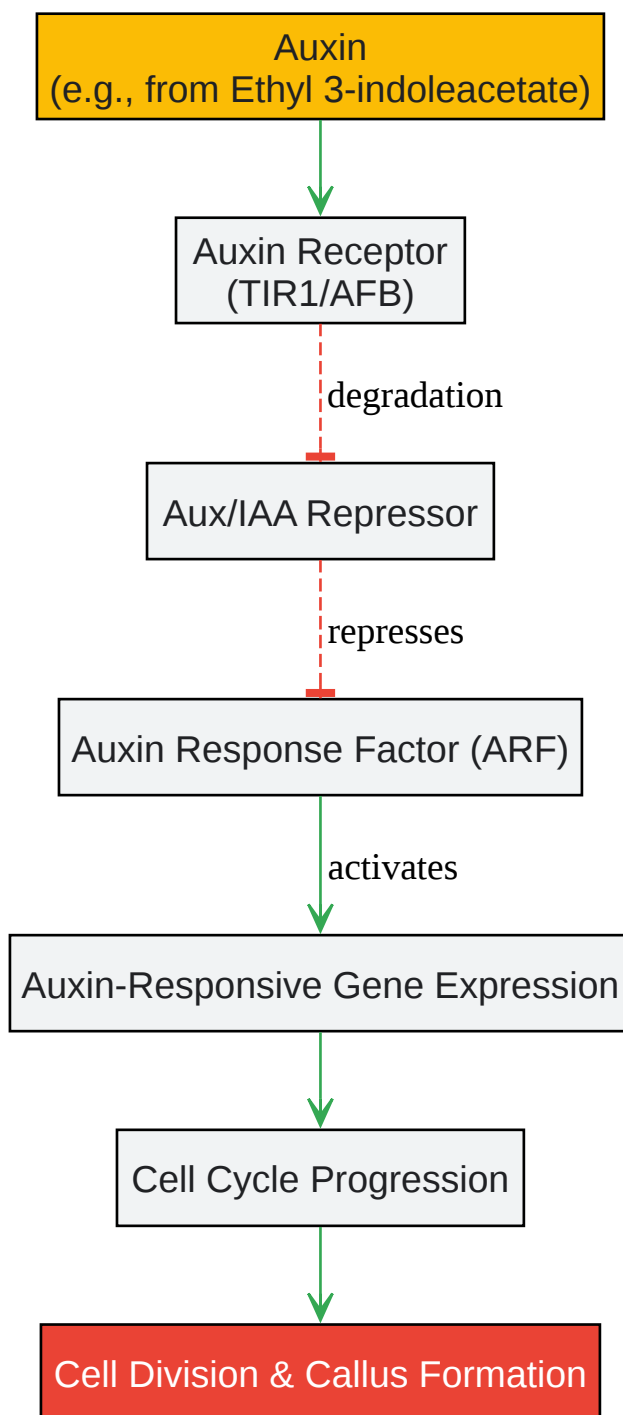 Auxin
(e.g., from Ethyl 3-indoleacetate)
Auxin Receptor
(TIR1/AFB)
degradation
Aux/IAA Repressor
represses
Auxin Response Factor (ARF)
activates
Auxin-Responsive Gene Expression
Cell Cycle Progression
Cell Division & Callus Formation